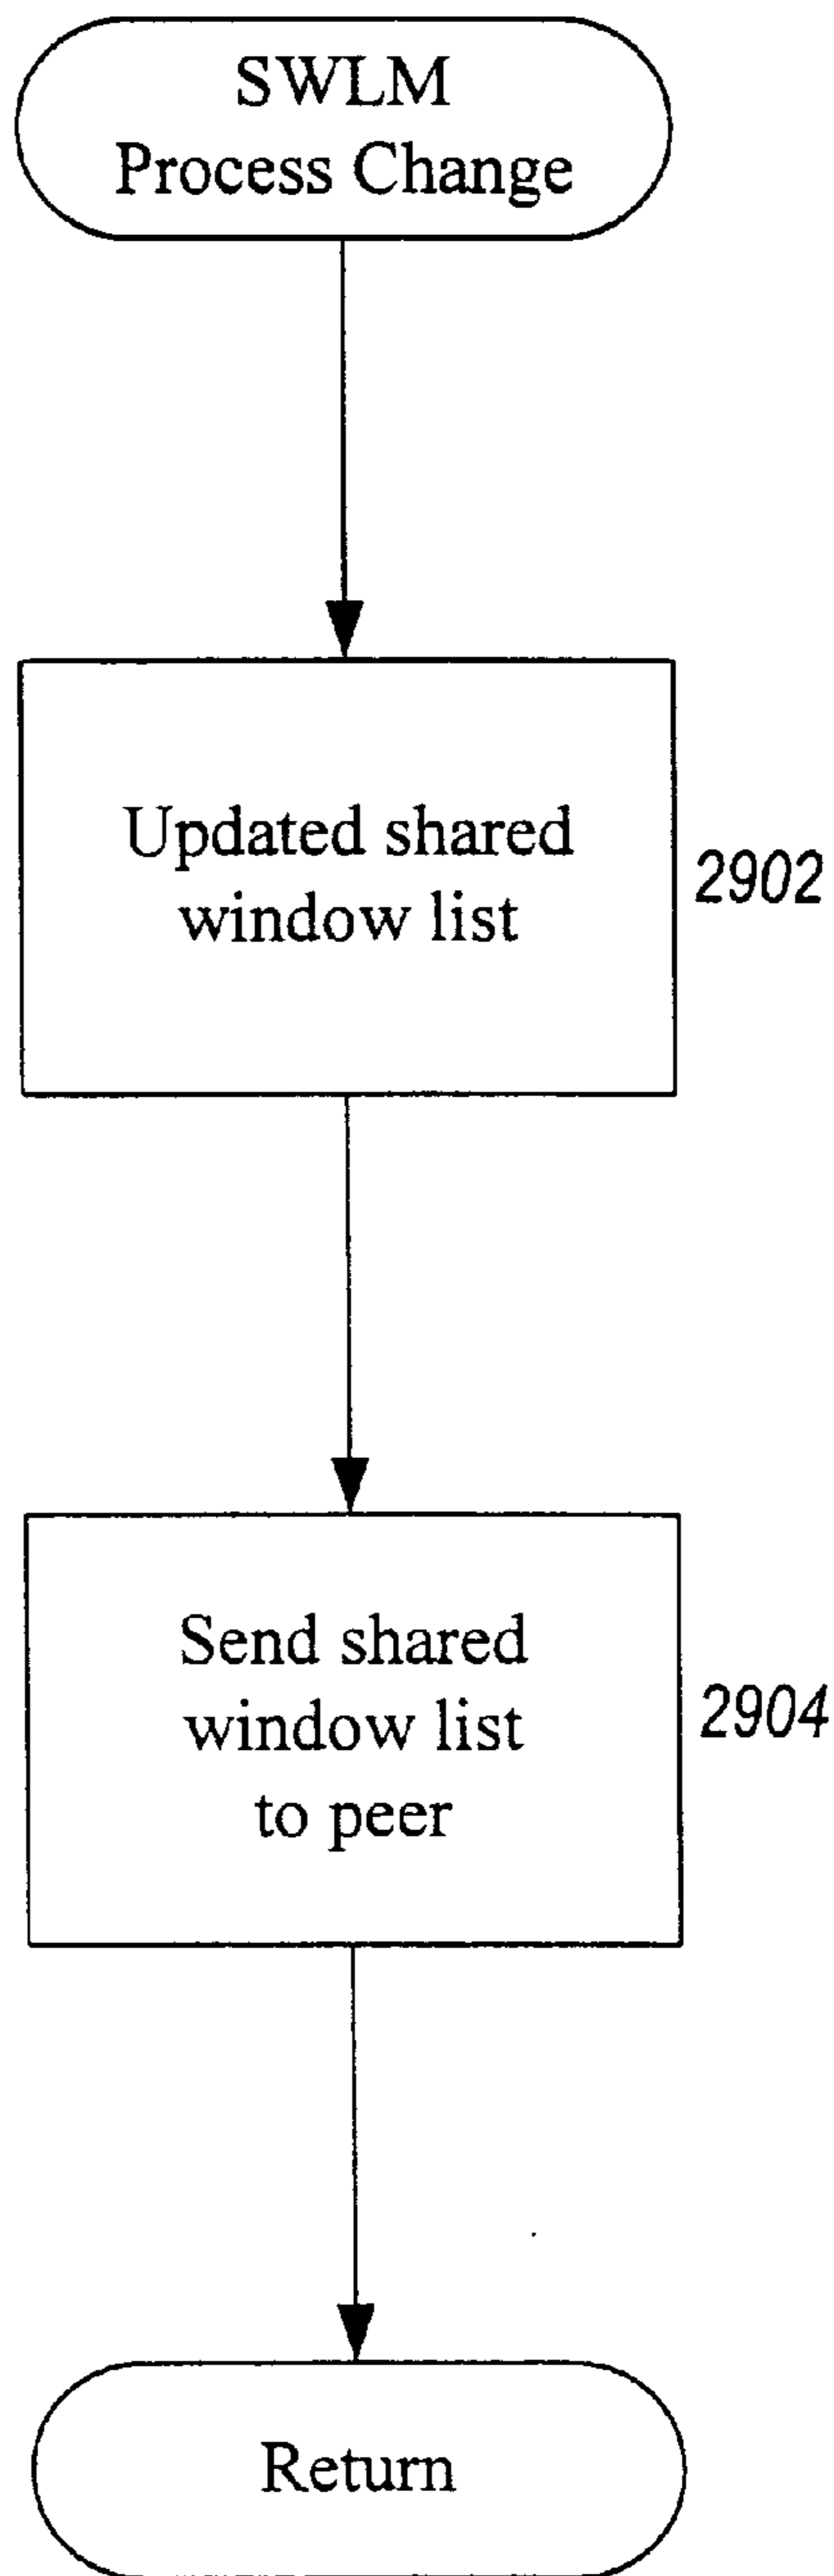 SWLM
Process Change
Updated shared
window list
2902
Send shared
window list
to peer
2904
Return